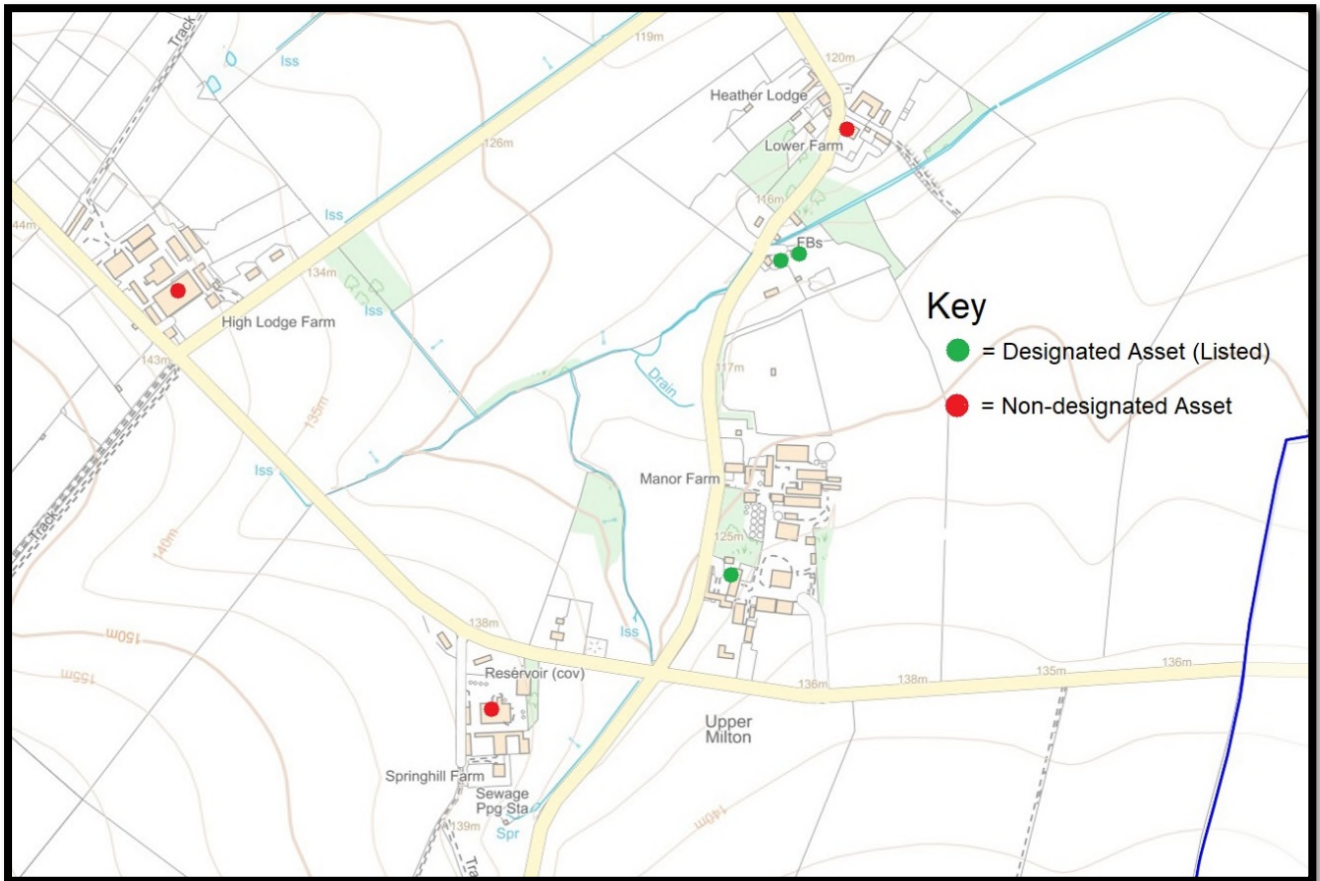 Track
Iss
119m
120m
Heather Lodge
126m
Lower Farm
116m
Iss
44m
FBs
134m
Iss
High Lodge Farm
143m
Key
= Designated Asset (Listed)
117m
Drain
= Non-designated Asset
135m
Iss
Manor Farm
Track
140m
125m
138m
Iss
150m
Reservoir (cov)
155m
135m
136m
138m
136m
Upper
Milton
Springhill Farm
Sewage
Ppg Sta
139m
Spr
140m
Tra